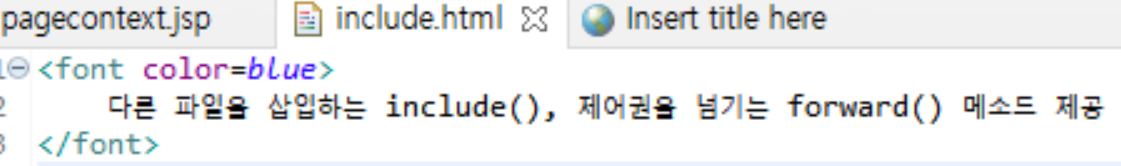 pagecontext.jsp include.html Insert title here
1 <font color=blue>
2 다른 파일을 삽입하는 include(), 제어권을 넘기는 forward() 메소드 제공
3 </font>